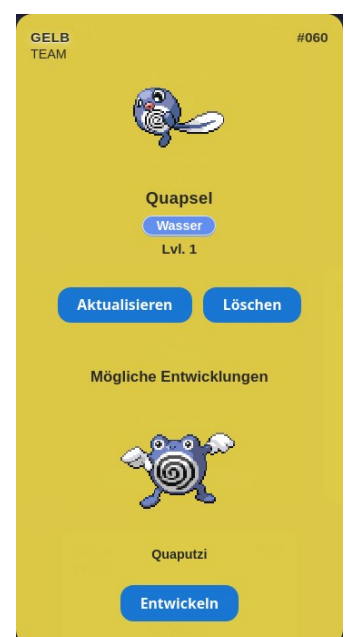 GELB
#060
TEAM
Quapsel
Wasser
Lvl. 1
Aktualisieren Löschen
Mögliche Entwicklungen
Quaputzi
Entwickeln